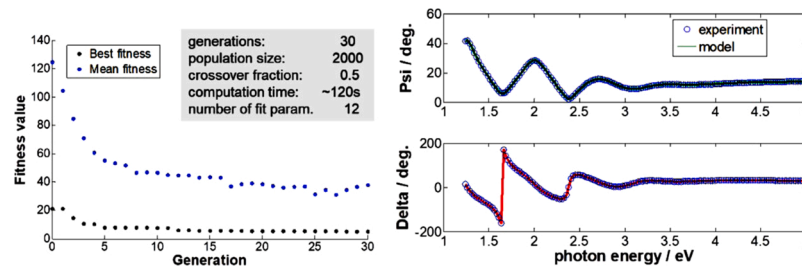 140
120
100
80
60
40
20
0
Fitness value
0 5 10 15 20 25 30
Generation
Best fitness
Mean fitness
generations: 30
population size: 2000
crossover fraction: 0.5
computation time: ~120s
number of fit param. 12
60
40
20
0
Psi / deg.
experiment
model
1 1.5 2 2.5 3 3.5 4 4.5
200
0
-200
Delta / deg.
1 1.5 2 2.5 3 3.5 4 4.5
photon energy / eV